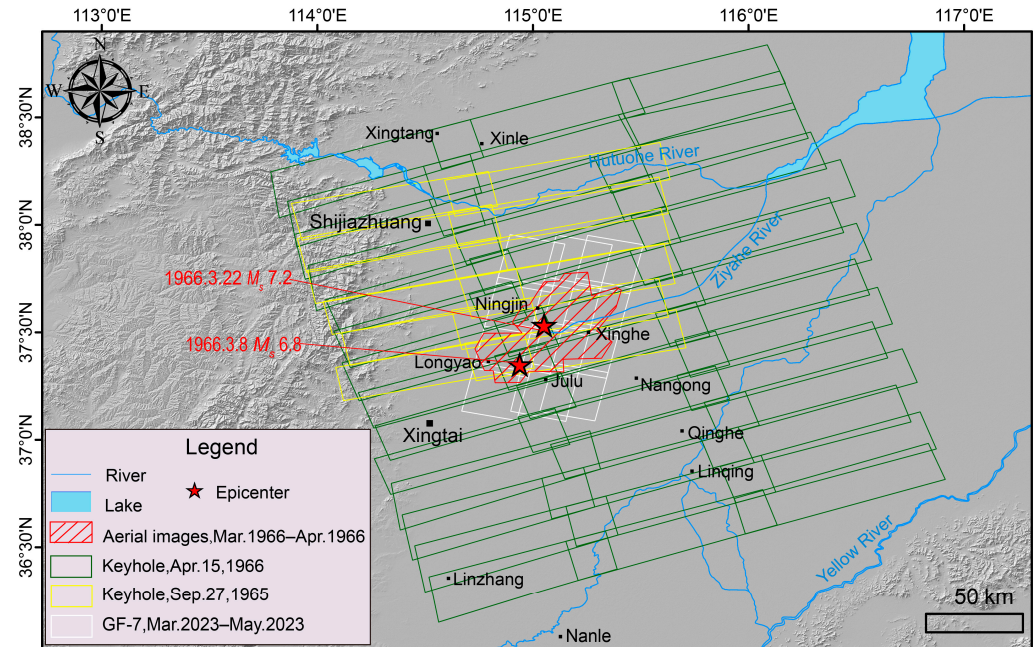 113°0'E 114°0'E 115°0'E 116°0'E 117°0'E
N
W E
S
38°30'N
38°0'N
37°30'N
37°0'N
36°30'N
Xingtang
Xinle
Hutuohe River
Shijiazhuang
Ziyahe River
1966.3.22 Ms 7.2
Ningjin
Xinghe
1966.3.8 Ms 6.8
Longyao
Julu
Nangong
Xingtai
Qinghe
Linqing
Yellow River
Linzhang
Nanle
Legend
River
Epicenter
Lake
Aerial images,Mar.1966–Apr.1966
Keyhole,Apr.15,1966
Keyhole,Sep.27,1965
GF-7,Mar.2023–May.2023
50 km